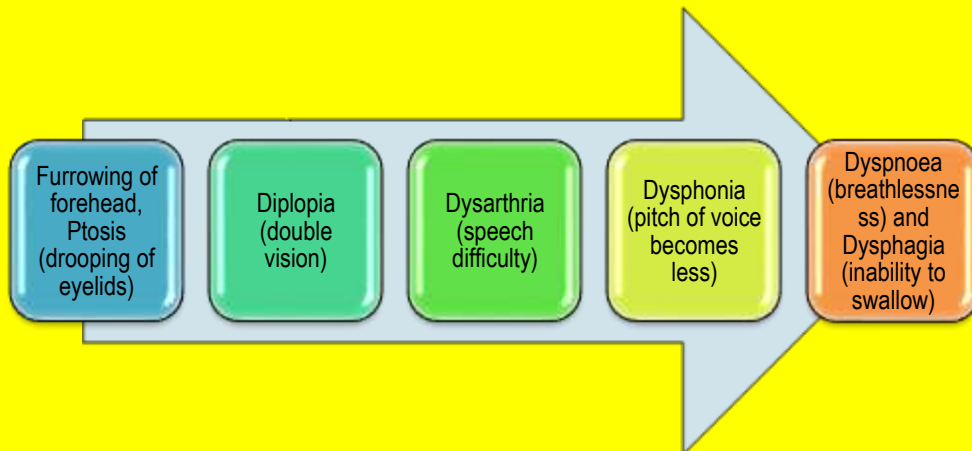 Furrowing of
forehead,
Ptosis
(drooping of
eyelids)
Diplopia
(double
vision)
Dysarthria
(speech
difficulty)
Dysphonia
(pitch of voice
becomes
less)
Dyspnoea
(breathlessne
ss) and
Dysphagia
(inability to
swallow)